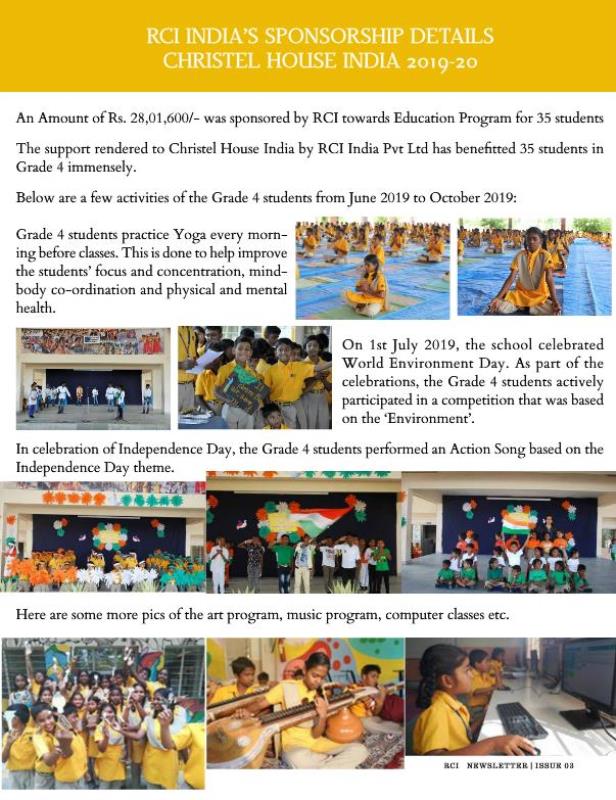 RCI INDIA'S SPONSORSHIP DETAILS
CHRISTEL HOUSE INDIA 2019-20
An Amount of Rs. 28,01,600/- was sponsored by RCI towards Education Program for 35 students
The support rendered to Christel House India by RCI India Pvt Ltd has benefitted 35 students in
Grade 4 immensely.
Below are a few activities of the Grade 4 students from June 2019 to October 2019:
Grade 4 students practice Yoga every morn-
ing before classes. This is done to help improve
the students' focus and concentration, mind-
body co-ordination and physical and mental
health.
On 1st July 2019, the school celebrated
World Environment Day. As part of the
celebrations, the Grade 4 students actively
participated in a competition that was based
on the 'Environment'.
In celebration of Independence Day, the Grade 4 students performed an Action Song based on the
Independence Day theme.
Here are some more pics of the art program, music program, computer classes etc.
RCI NEWSLETTER | ISSUE 03